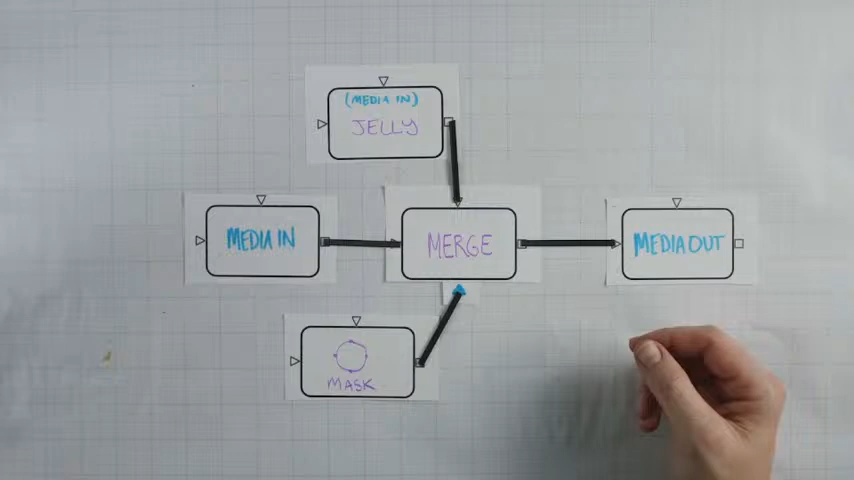 (MEDIA IN)
JELLY
MEDIA IN
MERGE
MEDIA OUT
MASK